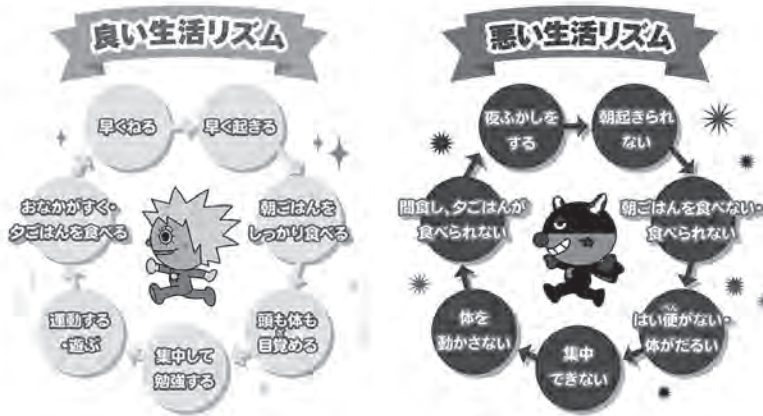 良い生活リズム
早くねる
早く起きる
朝ごはんを
しっかり食べる
頭も体も
目覚める
集中して
勉強する
運動する
・遊ぶ
おなかがすく・
夕ごはんを食べる
悪い生活リズム
夜ふかしを
する
朝起きられ
ない
朝ごはんを食べない・
食べられない
はい便がない・
体がだるい
集中
できない
体を
動かさない
間食し、夕ごはんが
食べられない